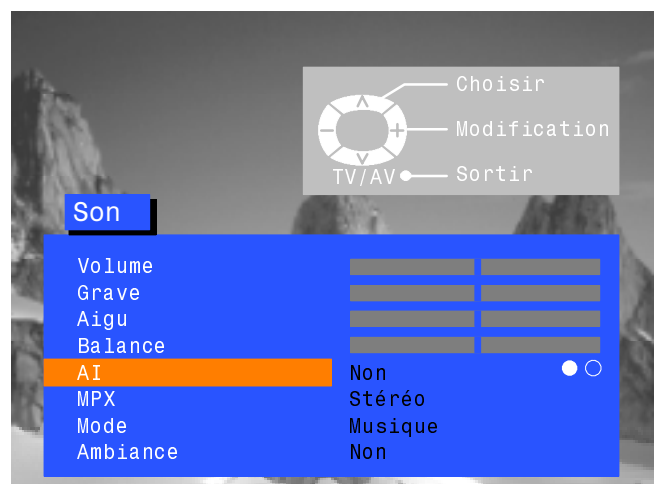 Choisir
Modification
TV/AV Sortir
Son
Volume
Grave
Aigu
Balance
AI Non
MPX Stéréo
Mode Musique
Ambiance Non